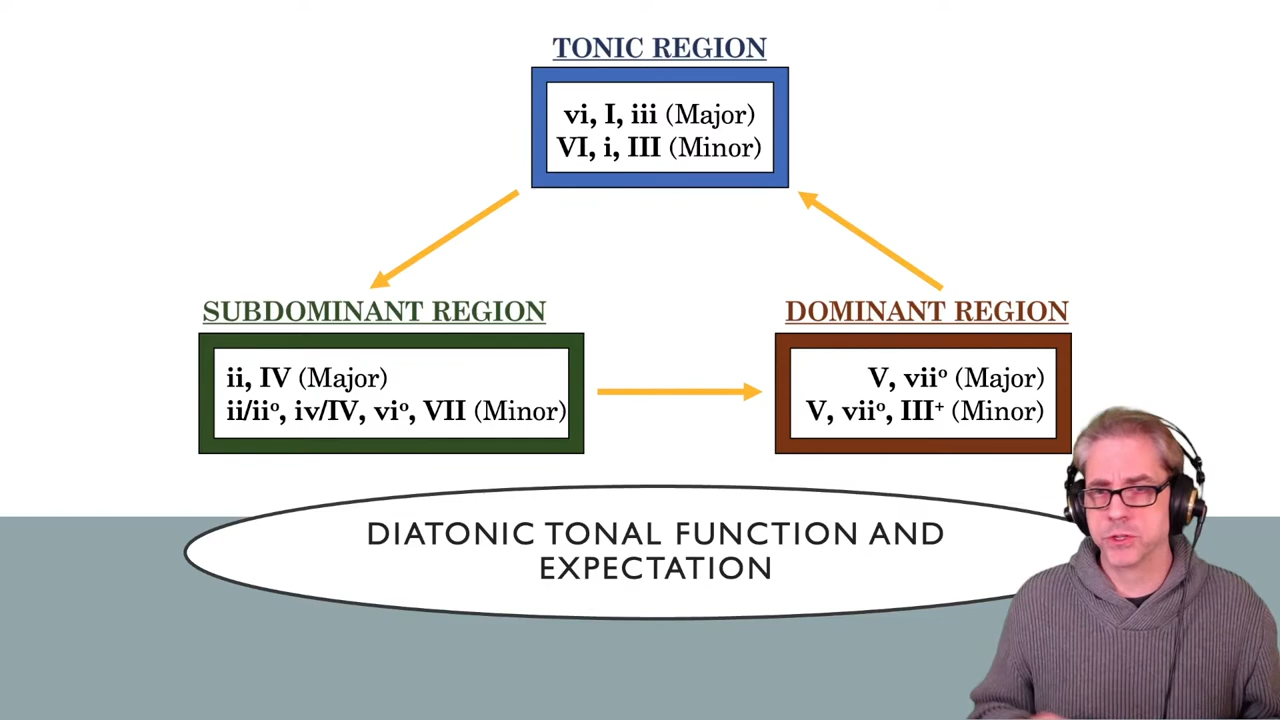 TONIC REGION
vi, I, iii (Major)
VI, i, III (Minor)
SUBDOMINANT REGION
ii, IV (Major)
ii/iiº, iv/IV, viº, VII (Minor)
DOMINANT REGION
V, viiº (Major)
V, viiº, III⁺ (Minor)
DIATONIC TONAL FUNCTION AND
EXPECTATION